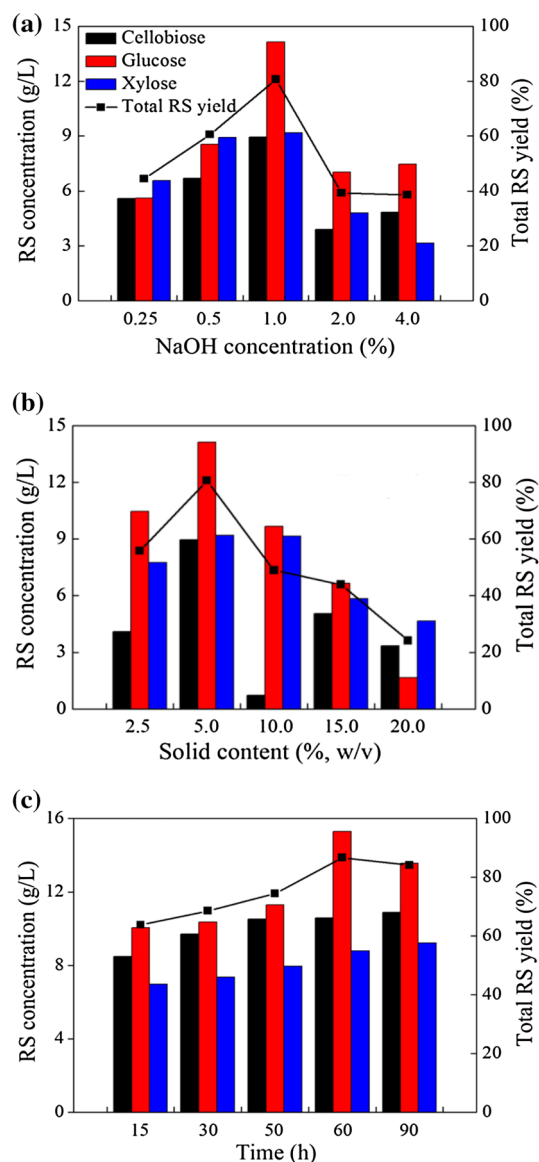 (a)
Cellobiose
Glucose
Xylose
Total RS yield
RS concentration (g/L)
15
12
9
6
3
0
Total RS yield (%)
100
80
60
40
20
0
0.25 0.5 1.0 2.0 4.0
NaOH concentration (%)
(b)
RS concentration (g/L)
15
12
9
6
3
0
Total RS yield (%)
100
80
60
40
20
0
2.5 5.0 10.0 15.0 20.0
Solid content (%, w/v)
(c)
RS concentration (g/L)
16
12
8
4
0
Total RS yield (%)
100
80
60
40
20
0
15 30 50 60 90
Time (h)